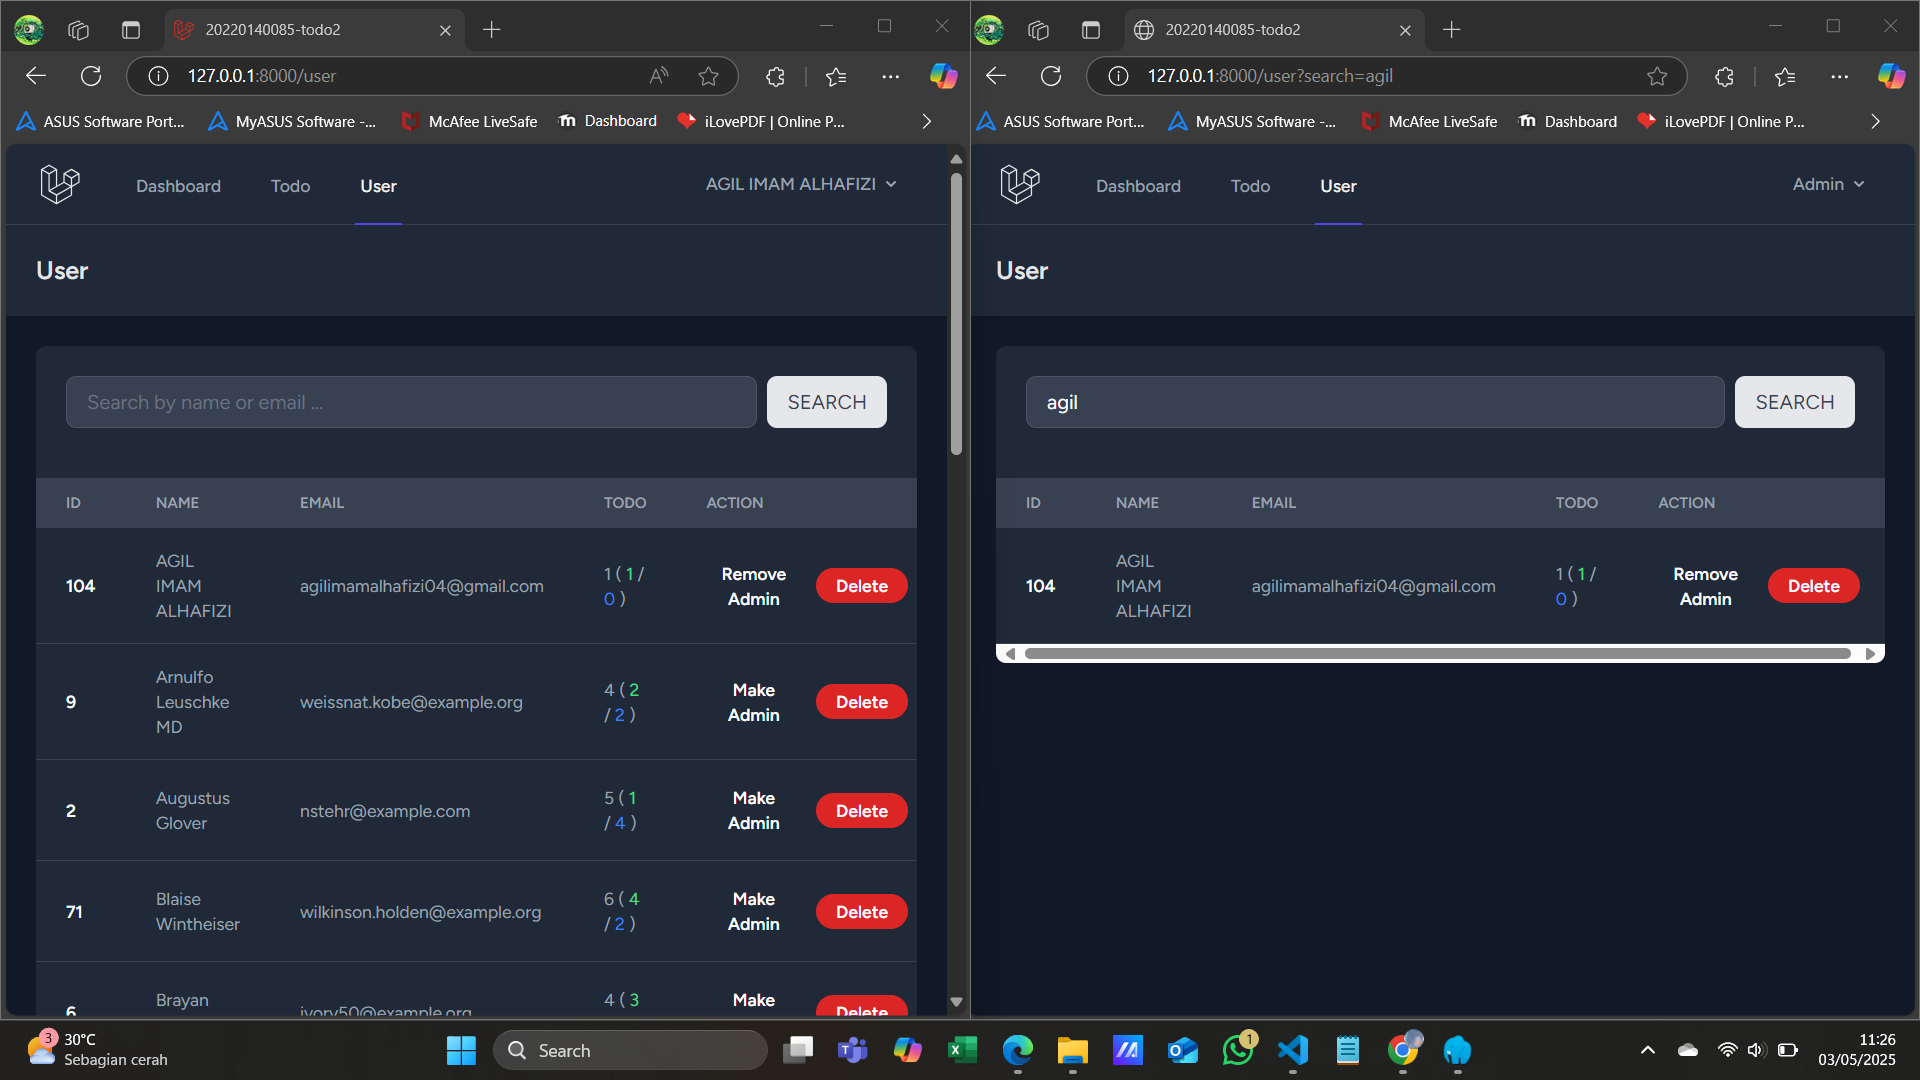 20220140085-todo2
127.0.0.1:8000/user
ASUS Software Port...
MyASUS Software -...
McAfee LiveSafe
Dashboard
iLovePDF | Online P...
Dashboard
Todo
User
AGIL IMAM ALHAFIZI
User
Search by name or email ...
SEARCH
ID NAME EMAIL TODO ACTION
104
AGIL
IMAM
ALHAFIZI
agilimamalhafizi04@gmail.com
1 ( 1 /
0 )
Remove
Admin
Delete
9
Arnulfo
Leuschke
MD
weissnat.kobe@example.org
4 ( 2
/ 2 )
Make
Admin
Delete
2
Augustus
Glover
nstehr@example.com
5 ( 1
/ 4 )
Make
Admin
Delete
71
Blaise
Wintheiser
wilkinson.holden@example.org
6 ( 4
/ 2 )
Make
Admin
Delete
6
Brayan
ivory50@example.org
4 ( 3
Make
Delete
20220140085-todo2
127.0.0.1:8000/user?search=agil
ASUS Software Port...
MyASUS Software -...
McAfee LiveSafe
Dashboard
iLovePDF | Online P...
Dashboard
Todo
User
Admin
User
agil
SEARCH
ID NAME EMAIL TODO ACTION
104
AGIL
IMAM
ALHAFIZI
agilimamalhafizi04@gmail.com
1 ( 1 /
0 )
Remove
Admin
Delete
3
30°C
Sebagian cerah
Search
1
11:26
03/05/2025